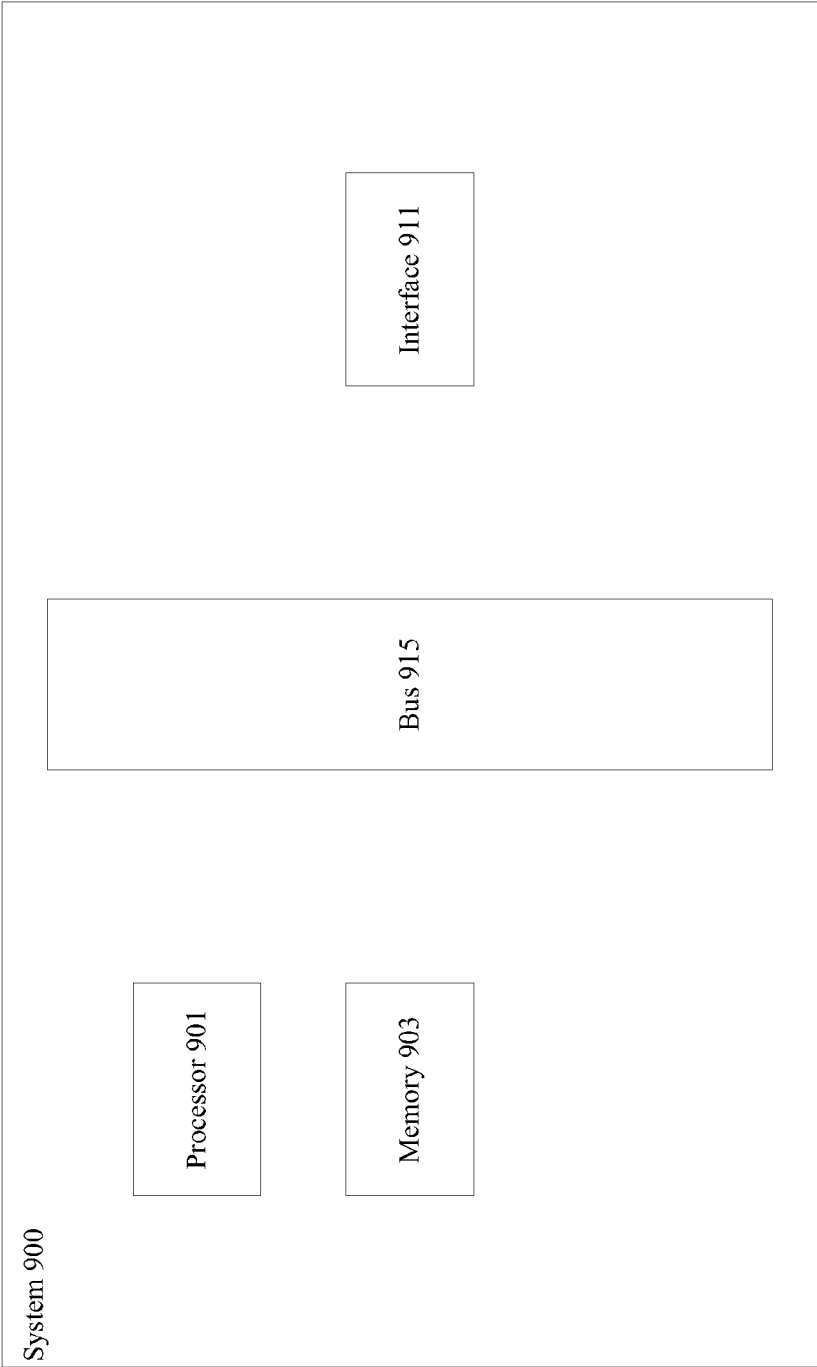 System 900
Processor 901
Memory 903
Bus 915
Interface 911